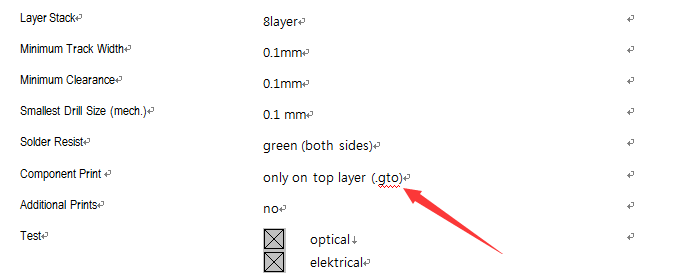 Layer Stack 8layer
Minimum Track Width 0.1mm
Minimum Clearance 0.1mm
Smallest Drill Size (mech.) 0.1 mm
Solder Resist green (both sides)
Component Print only on top layer (.gto)
Additional Prints no
Test optical
elektrical